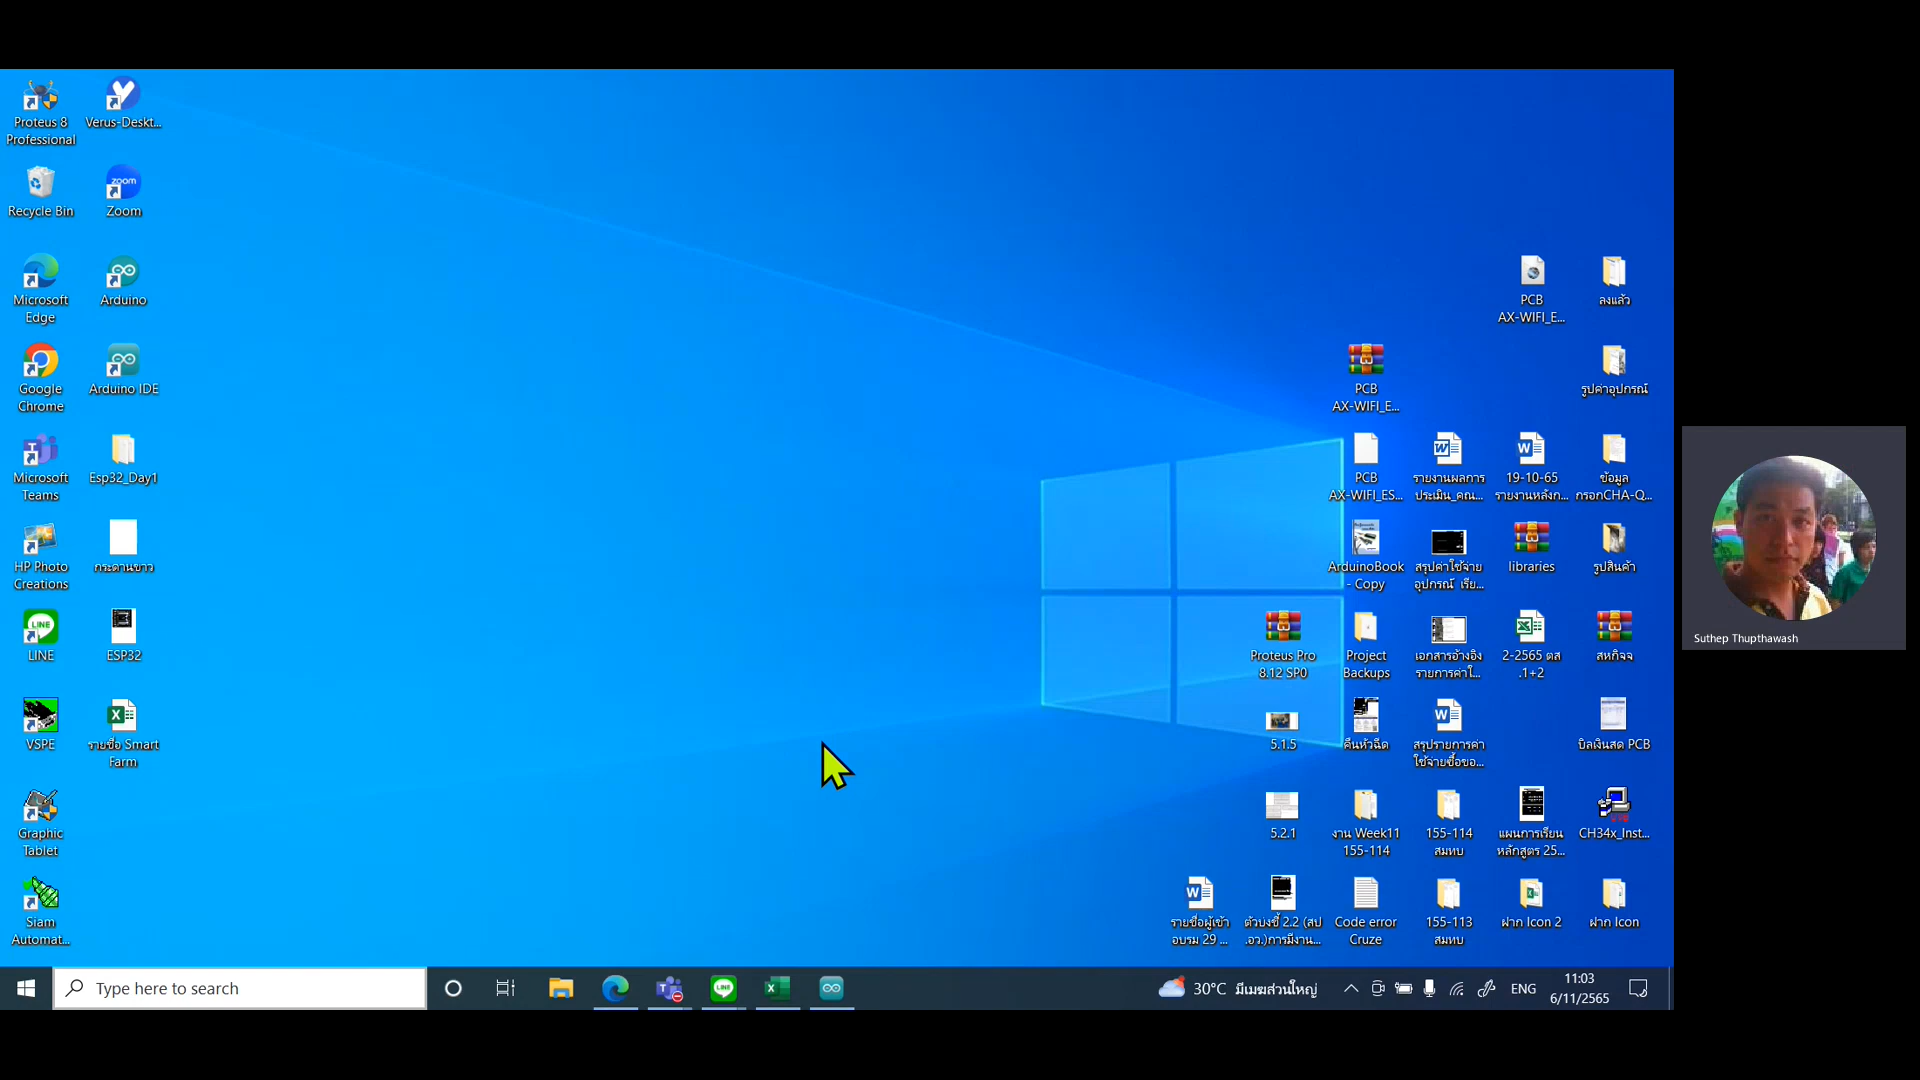 Proteus 8
Professional
Verus-Deskt...
Recycle Bin
Zoom
Microsoft
Edge
Arduino
Google
Chrome
Arduino IDE
Microsoft
Teams
Esp32_Day1
HP Photo
Creations
กระดานขาว
LINE
ESP32
VSPE
รายชื่อ Smart
Farm
Graphic
Tablet
Siam
Automat...
PCB
AX-WIFI_E...
ลงแล้ว
PCB
AX-WIFI_E...
รูปค่าอุปกรณ์
PCB
AX-WIFI_ES...
รายงานผลการ
ประเมิน_คณ...
19-10-65
รายงานหลังก...
ข้อมูล
กรอกCHA-Q...
ArduinoBook
- Copy
สรุปค่าใช้จ่าย
อุปกรณ์ เรีย...
libraries
รูปสินค้า
Proteus Pro
8.12 SP0
Project
Backups
เอกสารอ้างอิง
รายการค่าใ...
2-2565 ตส
.1+2
สหกิจจ
5.1.5
คืนหัวฉีด
สรุปรายการค่า
ใช้จ่ายซื้อขอ...
บิลเงินสด PCB
5.2.1
งาน Week11
155-114
155-114
สมทบ
แผนการเรียน
หลักสูตร 25...
CH34x_Inst...
รายชื่อผู้เข้า
อบรม 29 ...
ตัวบ่งชี้ 2.2 (สป
.อว.)การมีงาน...
Code error
Cruze
155-113
สมทบ
ฝาก Icon 2
ฝาก Icon
Suthep Thupthawash
Type here to search
30°C มีเมฆส่วนใหญ่
ENG
11:03
6/11/2565